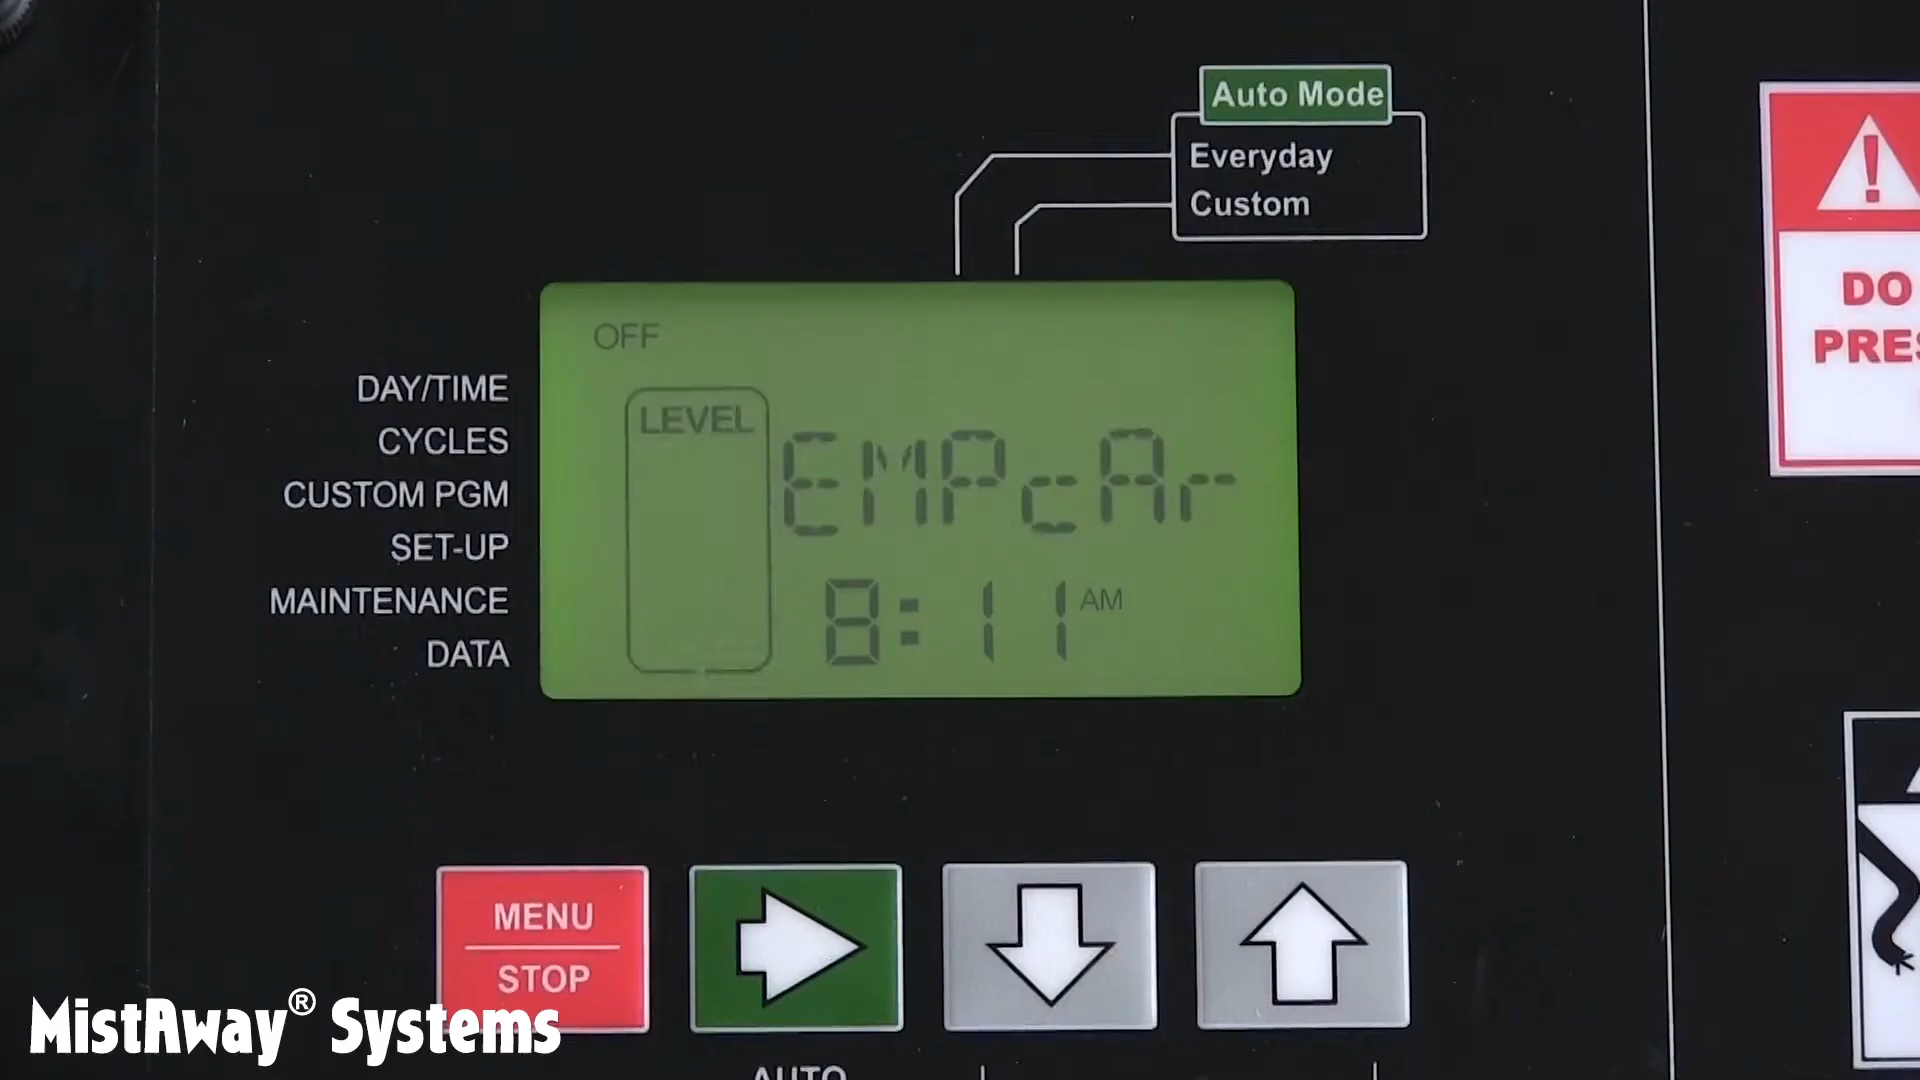 Auto Mode
Everyday
Custom
OFF
DAY/TIME
CYCLES
CUSTOM PGM
SET-UP
MAINTENANCE
DATA
LEVEL
EMPcAr
8:11 AM
DO
MENU
STOP
AUTO
MistAway® Systems